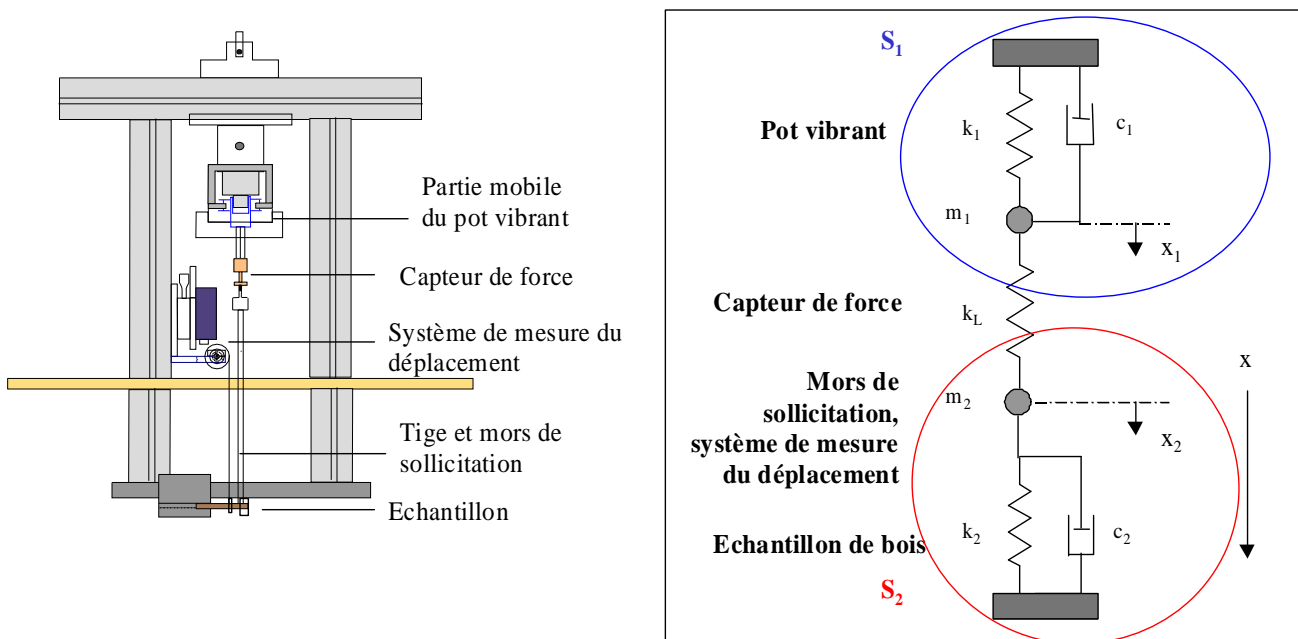 Partie mobile
du pot vibrant
Capteur de force
Système de mesure du
déplacement
Tige et mors de
sollicitation
Echantillon
S1
Pot vibrant
k1
c1
m1
x1
Capteur de force
kL
x
Mors de
sollicitation,
système de mesure
du déplacement
m2
x2
Echantillon de bois
k2
c2
S2